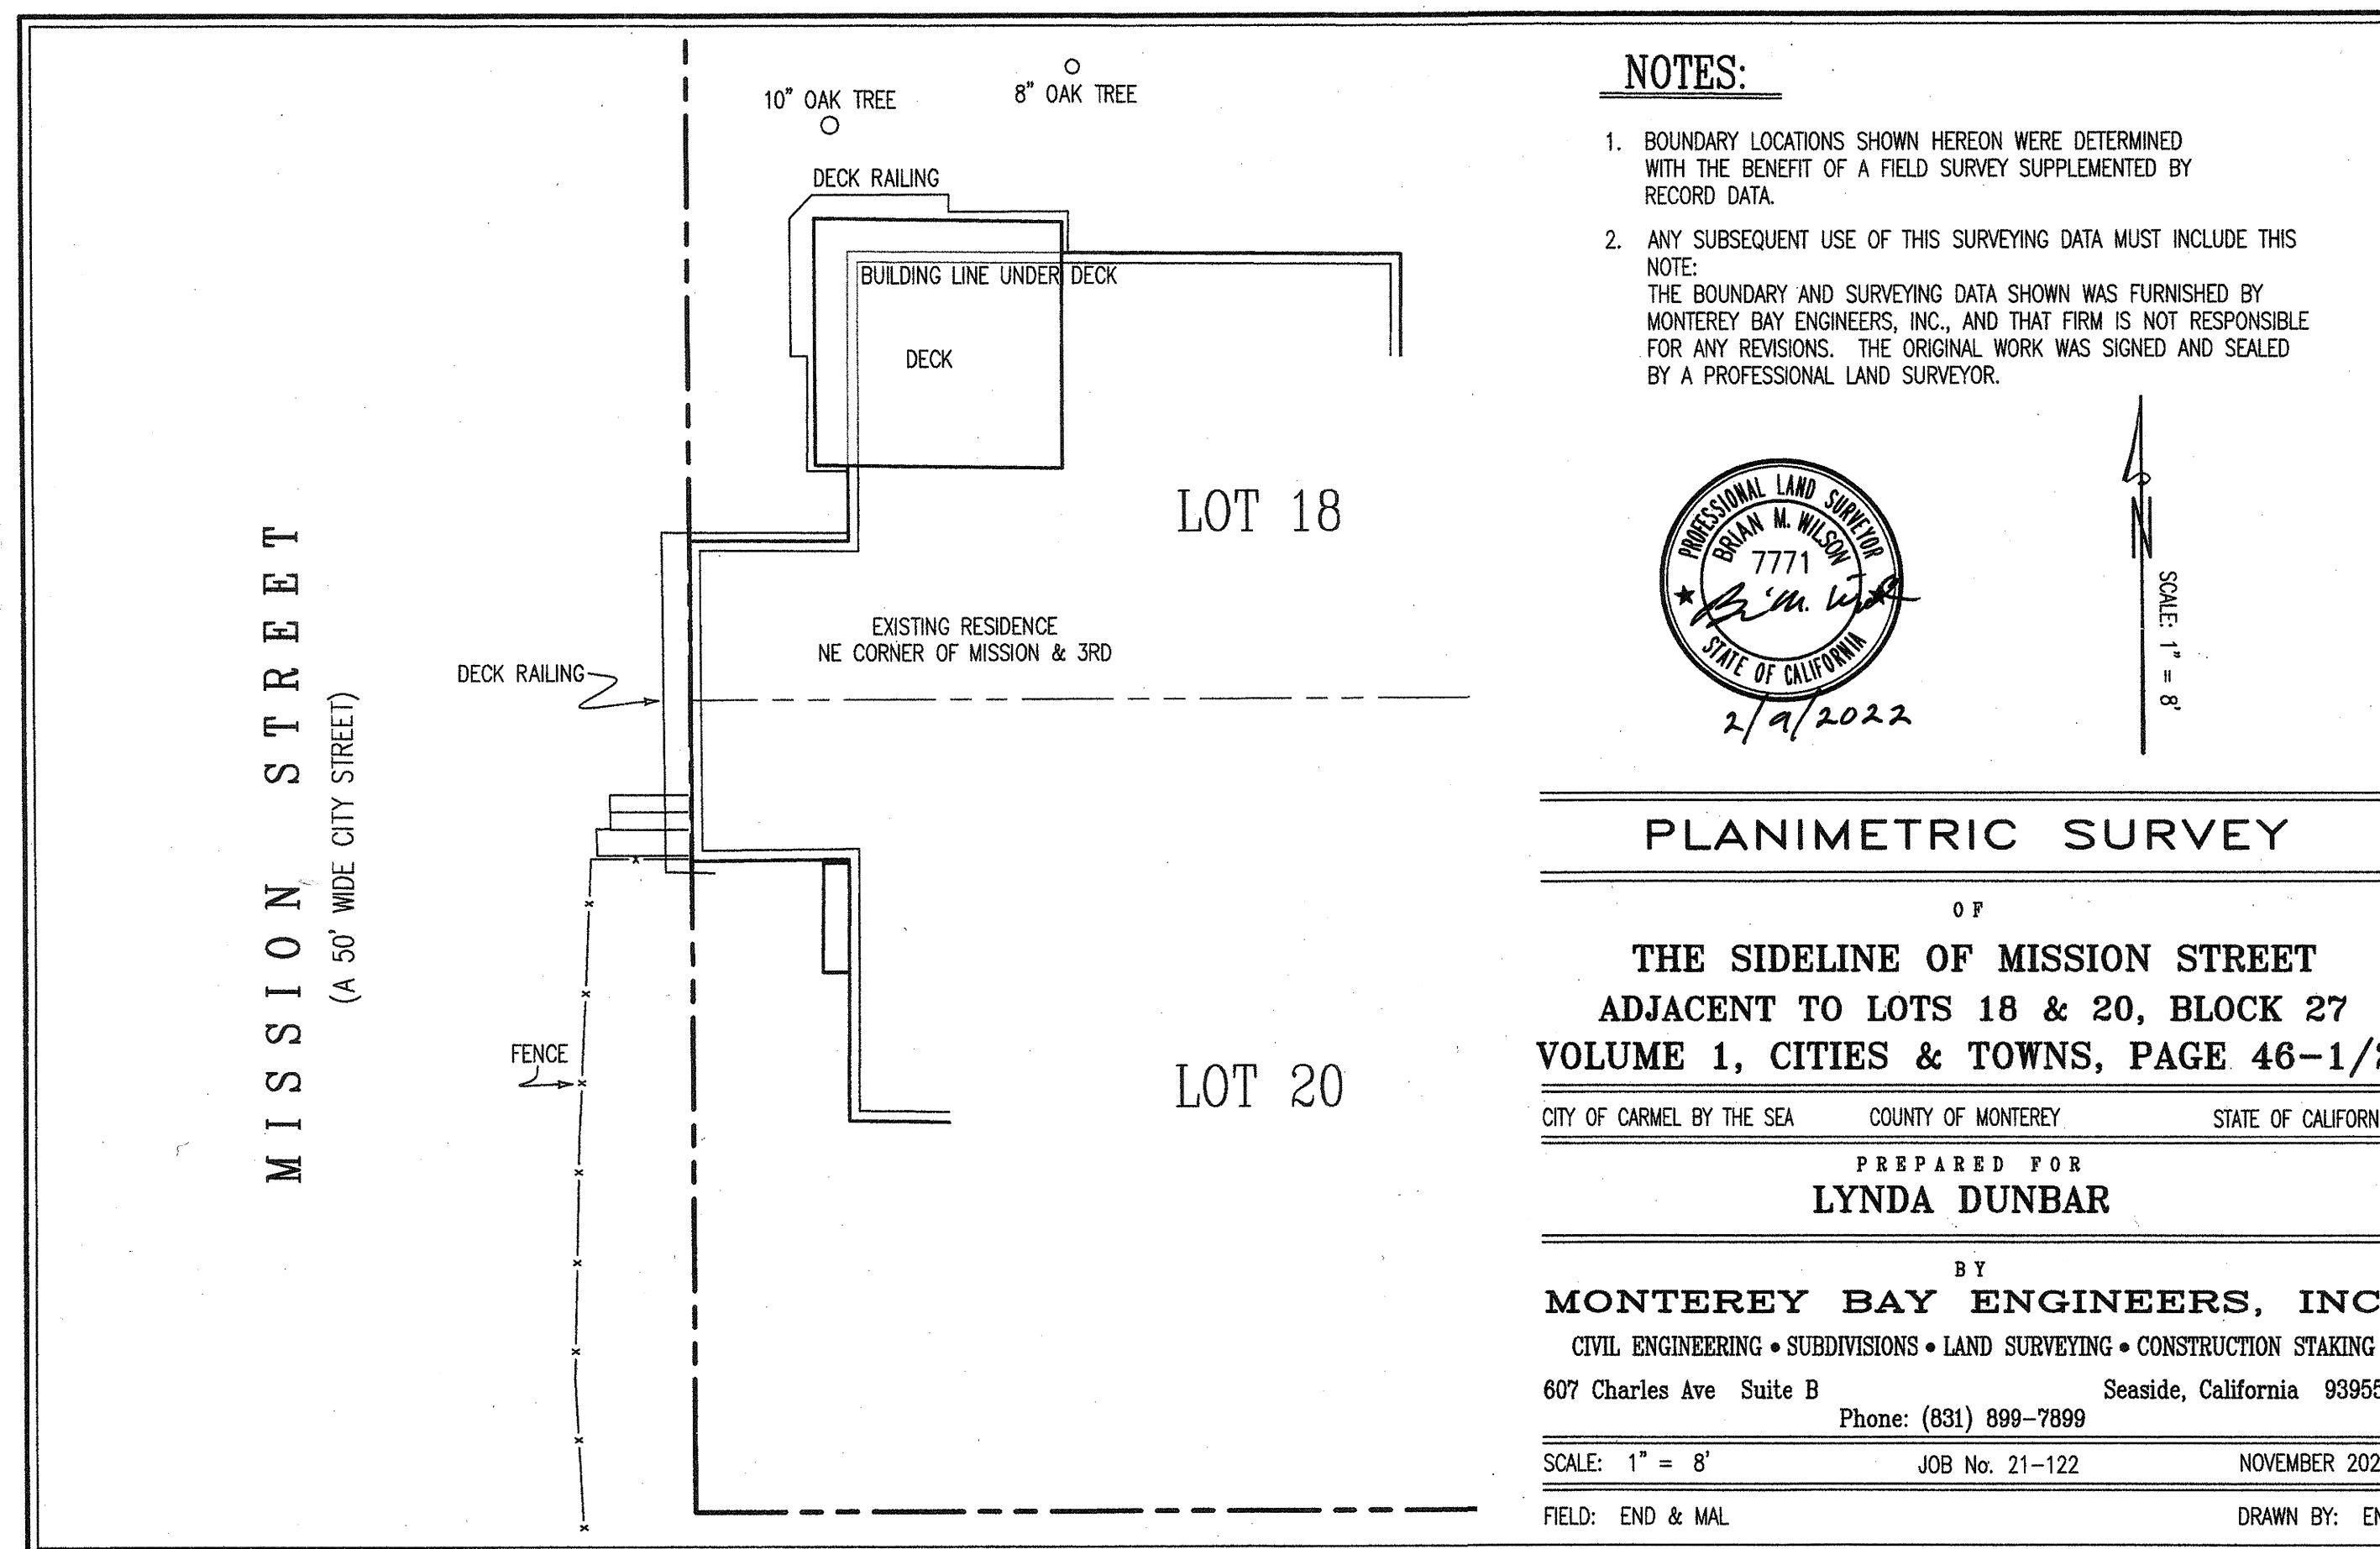 10" OAK TREE
8" OAK TREE
DECK RAILING
BUILDING LINE UNDER DECK
DECK
LOT 18
EXISTING RESIDENCE
NE CORNER OF MISSION & 3RD
DECK RAILING
MISSION STREET
(A 50' WIDE CITY STREET)
FENCE
LOT 20
NOTES:
1. BOUNDARY LOCATIONS SHOWN HEREON WERE DETERMINED
WITH THE BENEFIT OF A FIELD SURVEY SUPPLEMENTED BY
RECORD DATA.
2. ANY SUBSEQUENT USE OF THIS SURVEYING DATA MUST INCLUDE THIS
NOTE:
THE BOUNDARY AND SURVEYING DATA SHOWN WAS FURNISHED BY
MONTEREY BAY ENGINEERS, INC., AND THAT FIRM IS NOT RESPONSIBLE
FOR ANY REVISIONS. THE ORIGINAL WORK WAS SIGNED AND SEALED
BY A PROFESSIONAL LAND SURVEYOR.
PROFESSIONAL LAND SURVEYOR
BRIAN M. WILSON
7771
STATE OF CALIFORNIA
2/9/2022
N
SCALE: 1" = 8'
PLANIMETRIC SURVEY
OF
THE SIDELINE OF MISSION STREET
ADJACENT TO LOTS 18 & 20, BLOCK 27
VOLUME 1, CITIES & TOWNS, PAGE 46-1/
CITY OF CARMEL BY THE SEA COUNTY OF MONTEREY STATE OF CALIFORN
PREPARED FOR
LYNDA DUNBAR
BY
MONTEREY BAY ENGINEERS, INC
CIVIL ENGINEERING • SUBDIVISIONS • LAND SURVEYING • CONSTRUCTION STAKING
607 Charles Ave Suite B Seaside, California 93955
Phone: (831) 899-7899
SCALE: 1" = 8' JOB No. 21-122 NOVEMBER 202
FIELD: END & MAL DRAWN BY: EN